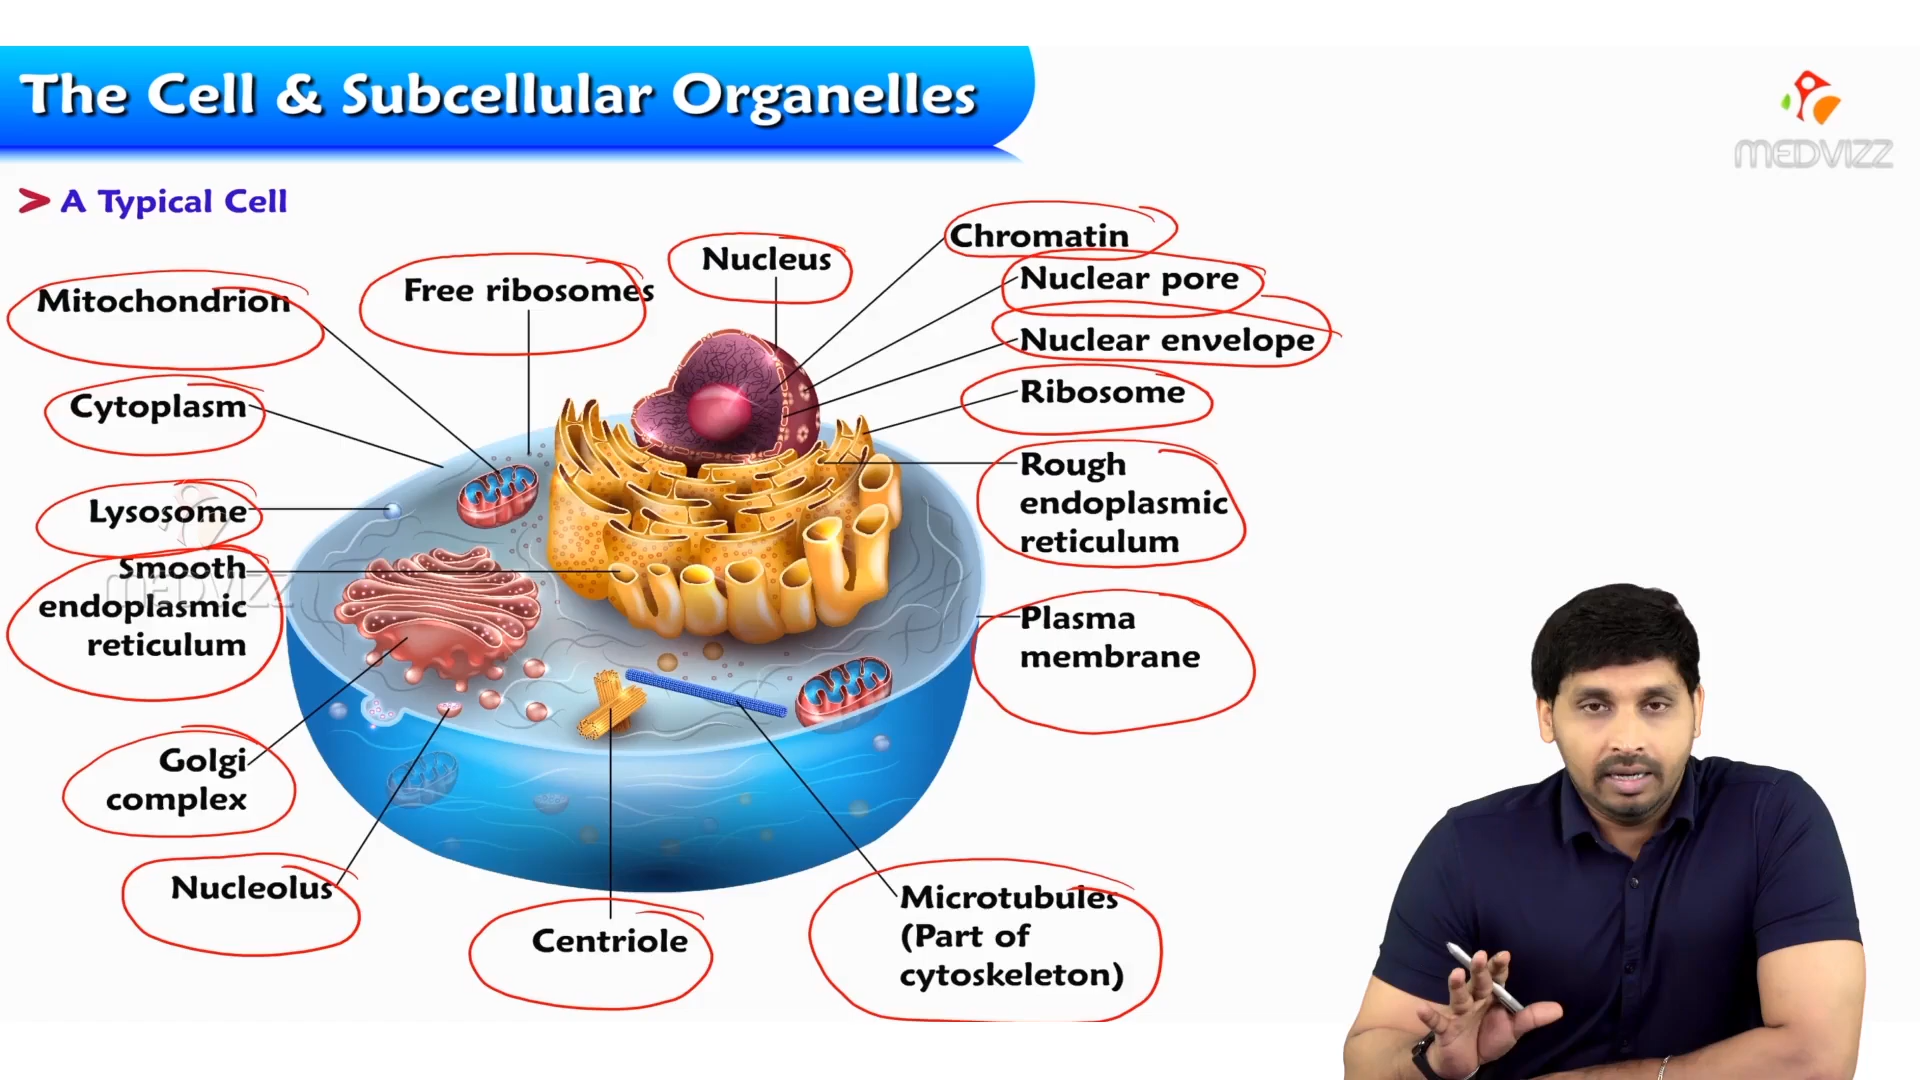 The Cell & Subcellular Organelles
MEDVIZZ
A Typical Cell
Chromatin
Nucleus
Nuclear pore
Free ribosomes
Mitochondrion
Nuclear envelope
Ribosome
Cytoplasm
Rough
endoplasmic
reticulum
Lysosome
Smooth
endoplasmic
reticulum
MEDVIZZ
Plasma
membrane
Golgi
complex
Nucleolus
Centriole
Microtubules
(Part of
cytoskeleton)